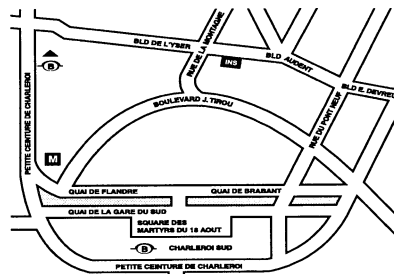 BLD DE L'YSER
RUE DE LA MONTAGNE
BLD AUDENT
BLD E. DEVREU
B
INS
PETITE CEINTURE DE CHARLEROI
BOULEVARD J. TIROU
RUE DU PONT NEUF
M
QUAI DE FLANDRE
QUAI DE BRABANT
QUAI DE LA GARE DU SUD
SQUARE DES
MARTYRS DU 18 AOUT
B
CHARLEROI SUD
PETITE CEINTURE DE CHARLEROI